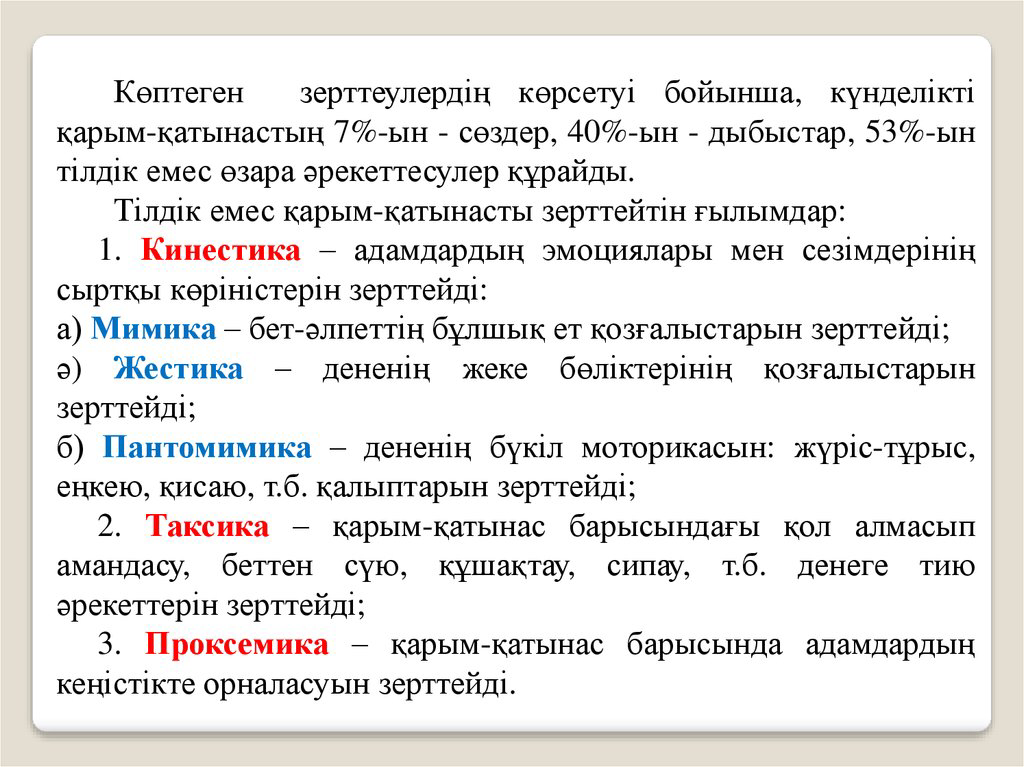 Көптеген зерттеулердің көрсетуі бойынша, күнделікті
қарым-қатынастың 7%-ын - сөздер, 40%-ын - дыбыстар, 53%-ын
тілдік емес өзара әрекеттесулер құрайды.
Тілдік емес қарым-қатынасты зерттейтін ғылымдар:
1. Кинестика – адамдардың эмоциялары мен сезімдерінің
сыртқы көріністерін зерттейді:
а) Мимика – бет-әлпеттің бұлшық ет қозғалыстарын зерттейді;
ә) Жестика – дененің жеке бөліктерінің қозғалыстарын
зерттейді;
б) Пантомимика – дененің бүкіл моторикасын: жүріс-тұрыс,
еңкею, қисаю, т.б. қалыптарын зерттейді;
2. Таксика – қарым-қатынас барысындағы қол алмасып
амандасу, беттен сүю, құшақтау, сипау, т.б. денеге тию
әрекеттерін зерттейді;
3. Проксемика – қарым-қатынас барысында адамдардың
кеңістікте орналасуын зерттейді.